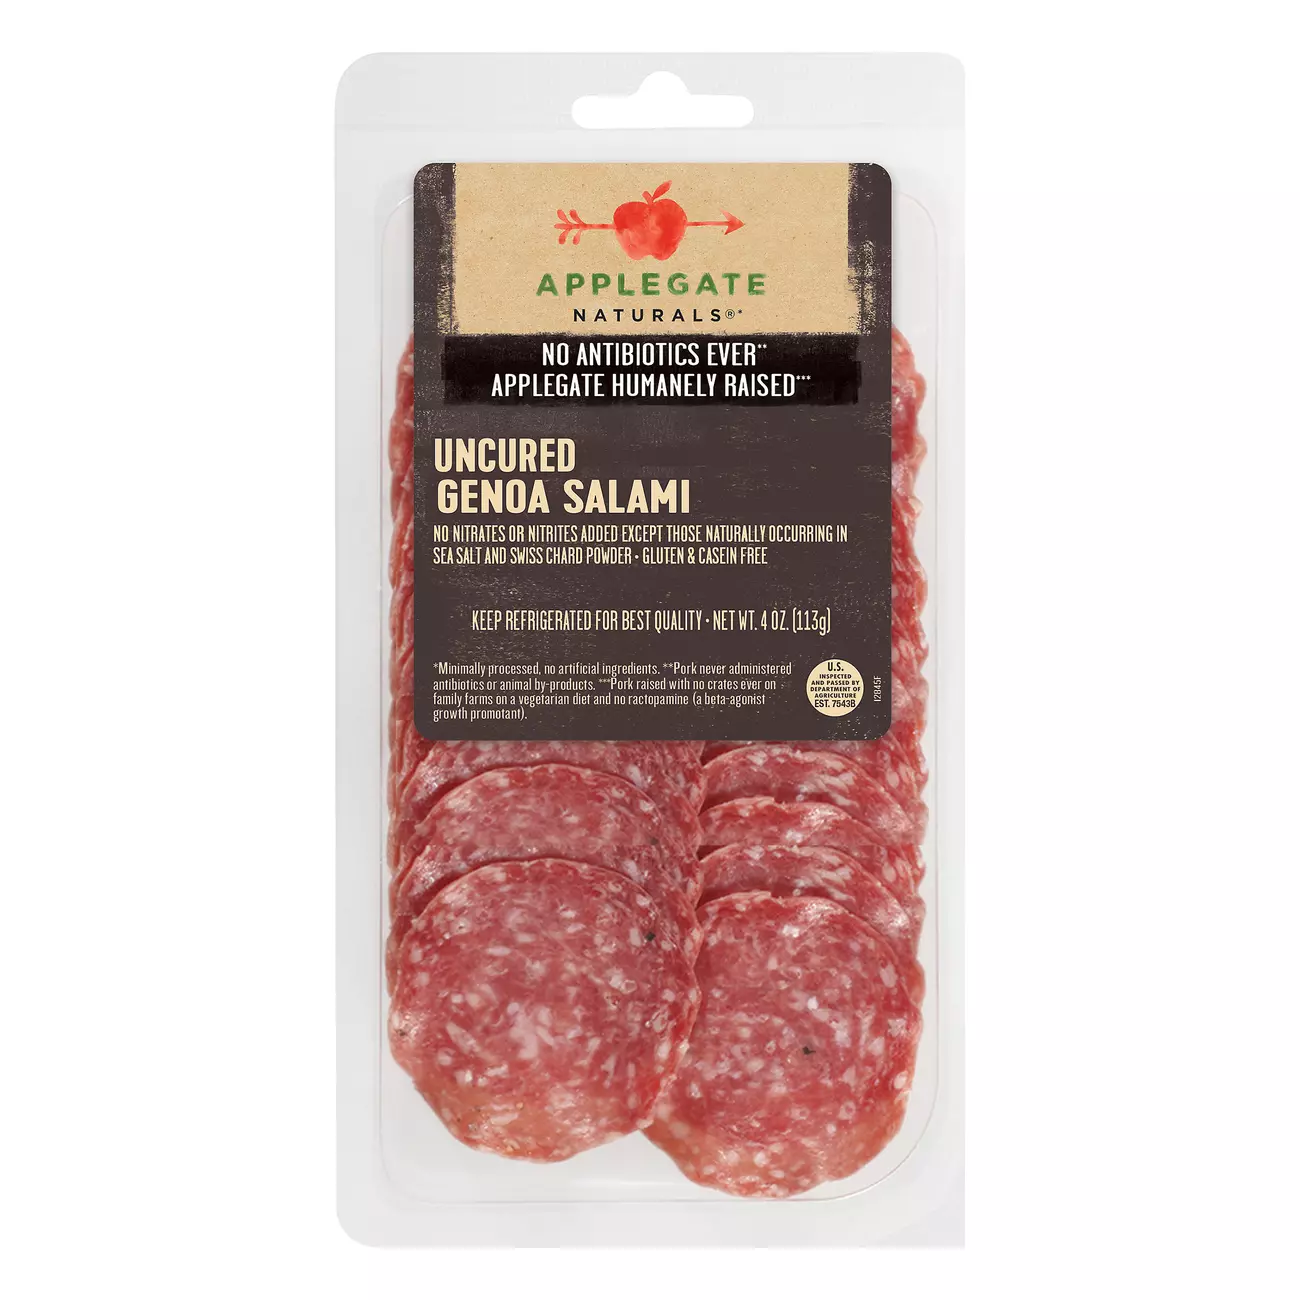 APPLEGATE
NATURALS®*
NO ANTIBIOTICS EVER**
APPLEGATE HUMANELY RAISED***
UNCURED
GENOA SALAMI
NO NITRATES OR NITRITES ADDED EXCEPT THOSE NATURALLY OCCURRING IN
SEA SALT AND SWISS CHARD POWDER • GLUTEN & CASEIN FREE
KEEP REFRIGERATED FOR BEST QUALITY • NET WT. 4 OZ. (113g)
*Minimally processed, no artificial ingredients. **Pork never administered
antibiotics or animal by-products. ***Pork raised with no crates ever on
family farms on a vegetarian diet and no ractopamine (a beta-agonist
growth promotant).
U.S.
INSPECTED
AND PASSED BY
DEPARTMENT OF
AGRICULTURE
EST. 7543B
12845F